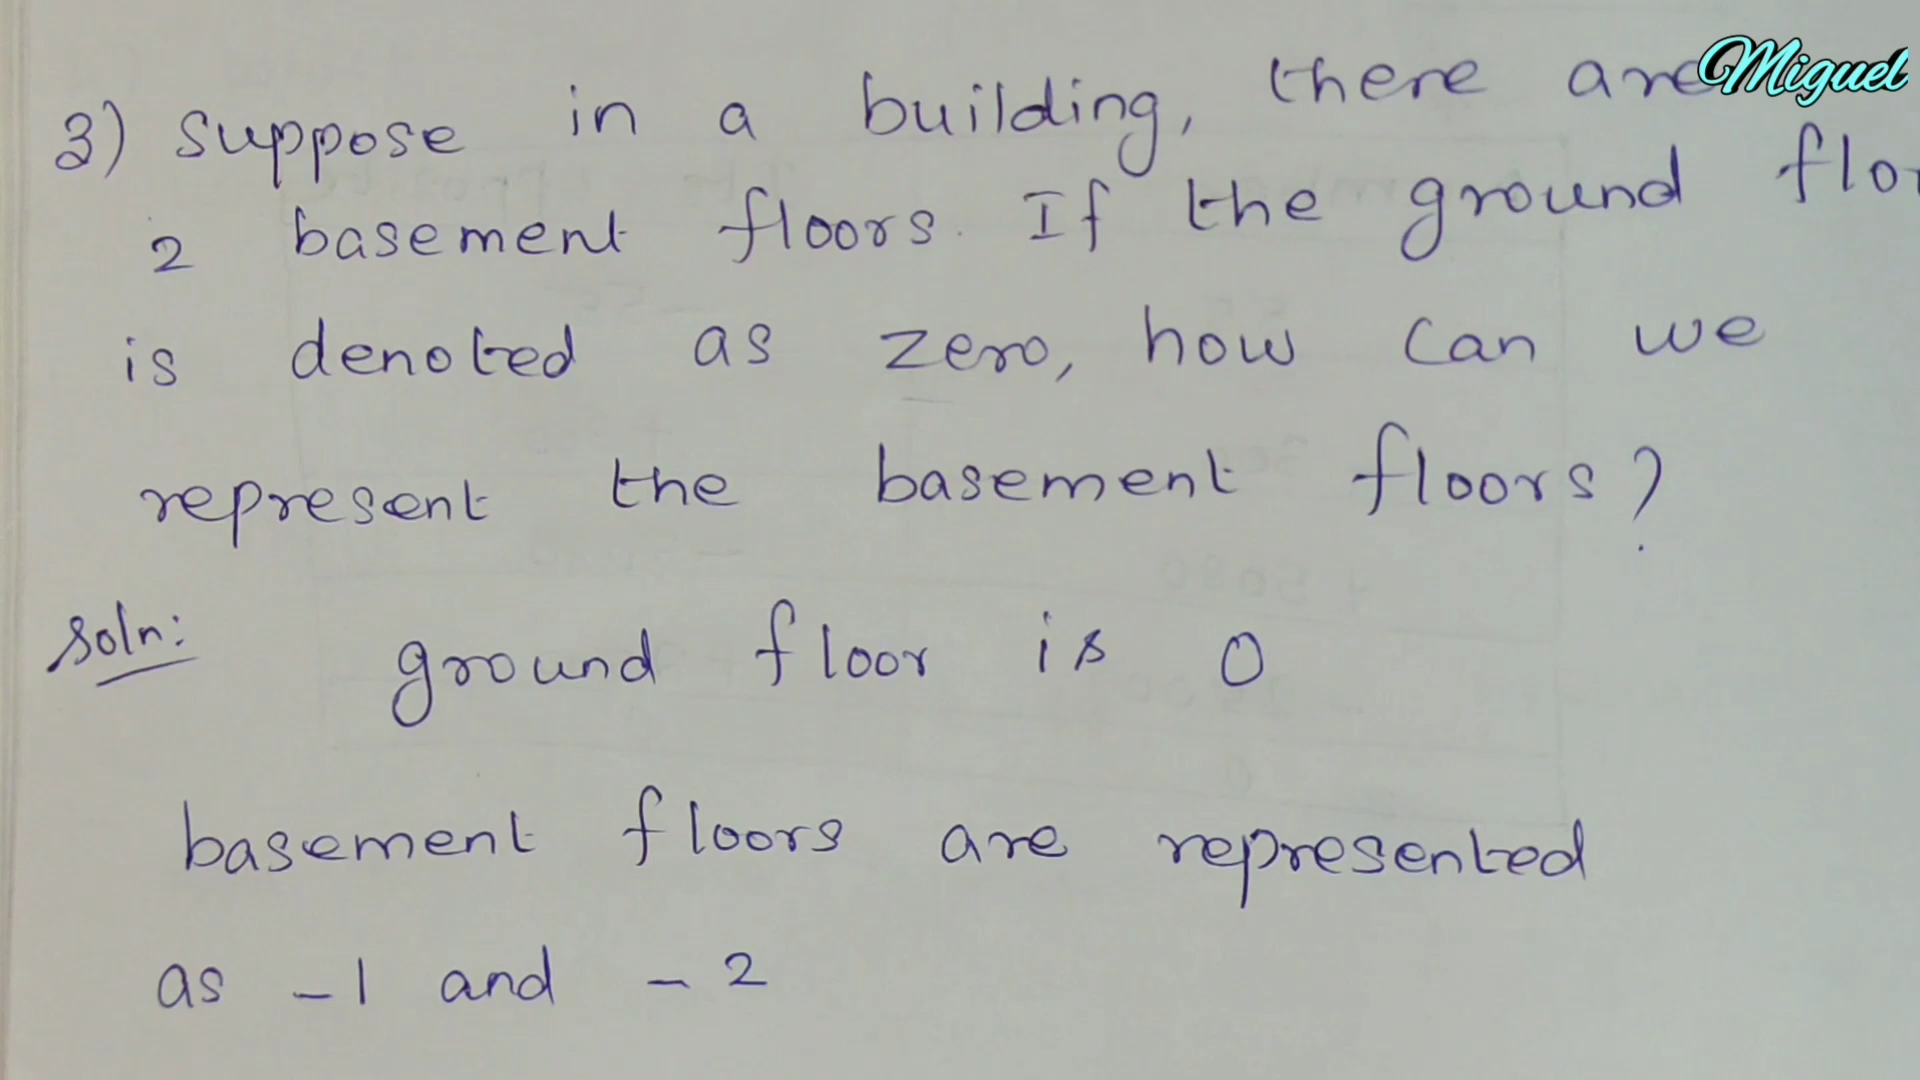 3) Suppose in a building, there are
Miguel
2 basement floors. If the ground flo
is denoted as zero, how can we
represent the basement floors?
Soln:
ground floor is 0
basement floors are represented
as -1 and -2